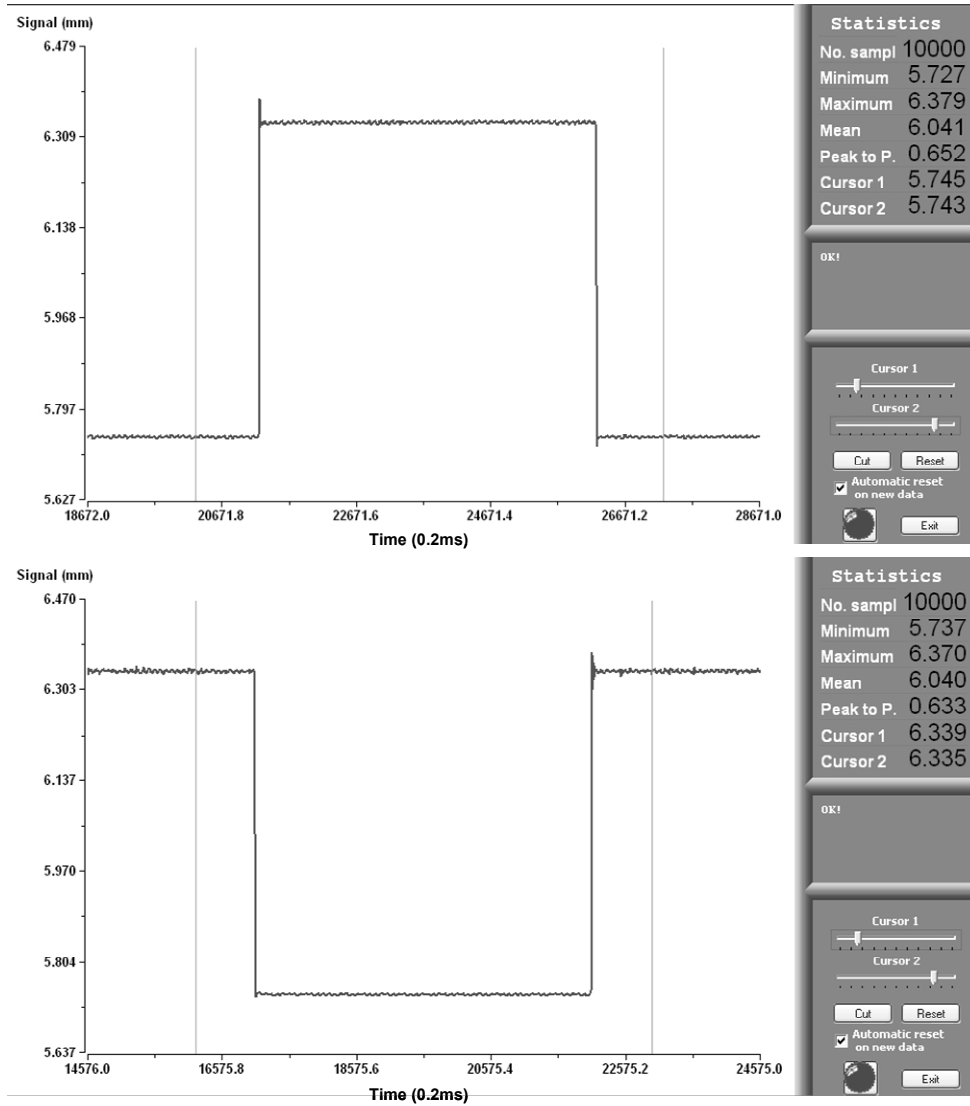 Signal (mm)
6.479
6.309
6.138
5.968
5.797
5.627
18672.0 20671.8 22671.6 24671.4 26671.2 28671.0
Time (0.2ms)
Statistics
No. sampl 10000
Minimum 5.727
Maximum 6.379
Mean 6.041
Peak to P. 0.652
Cursor 1 5.745
Cursor 2 5.743
OK!
Cursor 1
Cursor 2
Cut Reset
Automatic reset
on new data
Exit
Signal (mm)
6.470
6.303
6.137
5.970
5.804
5.637
14576.0 16575.8 18575.6 20575.4 22575.2 24575.0
Time (0.2ms)
Statistics
No. sampl 10000
Minimum 5.737
Maximum 6.370
Mean 6.040
Peak to P. 0.633
Cursor 1 6.339
Cursor 2 6.335
OK!
Cursor 1
Cursor 2
Cut Reset
Automatic reset
on new data
Exit